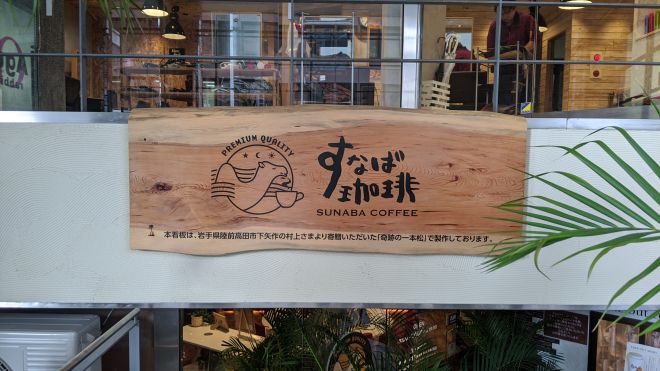 PREMIUM QUALITY
すなば
珈琲
SUNABA COFFEE
本看板は、岩手県陸前高田市下矢作の村上さまより寄贈いただいた「奇跡の一本松」で製作しております。